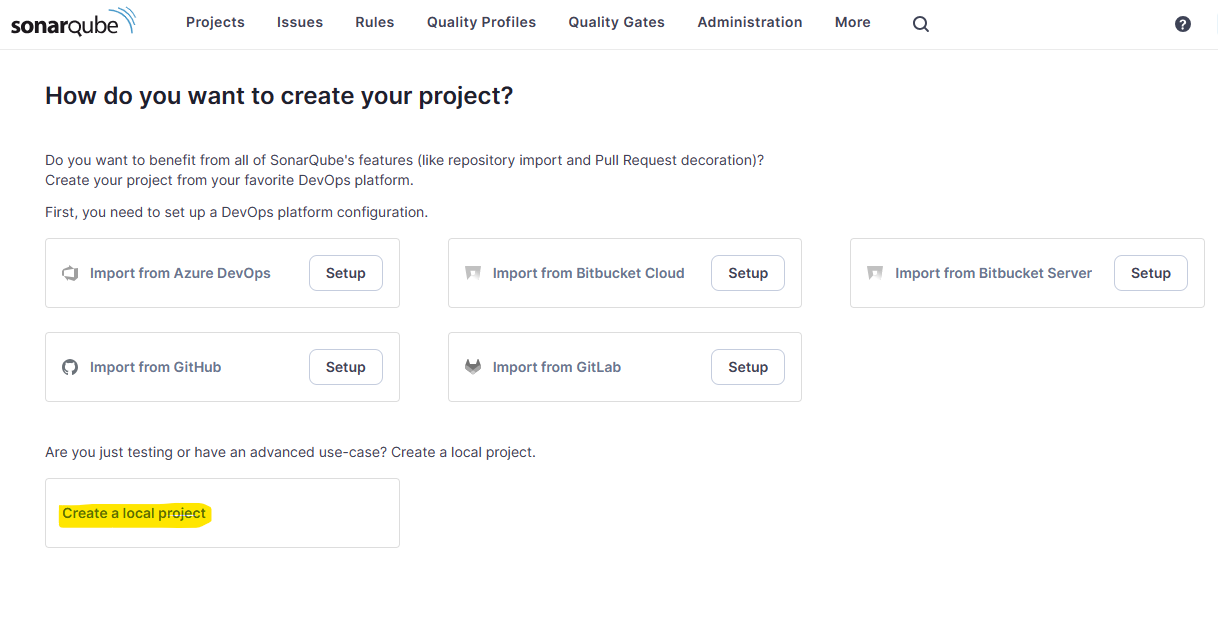 sonarqube Projects Issues Rules Quality Profiles Quality Gates Administration More ?
How do you want to create your project?
Do you want to benefit from all of SonarQube's features (like repository import and Pull Request decoration)?
Create your project from your favorite DevOps platform.
First, you need to set up a DevOps platform configuration.
Import from Azure DevOps Setup Import from Bitbucket Cloud Setup Import from Bitbucket Server Setup
Import from GitHub Setup Import from GitLab Setup
Are you just testing or have an advanced use-case? Create a local project.
Create a local project